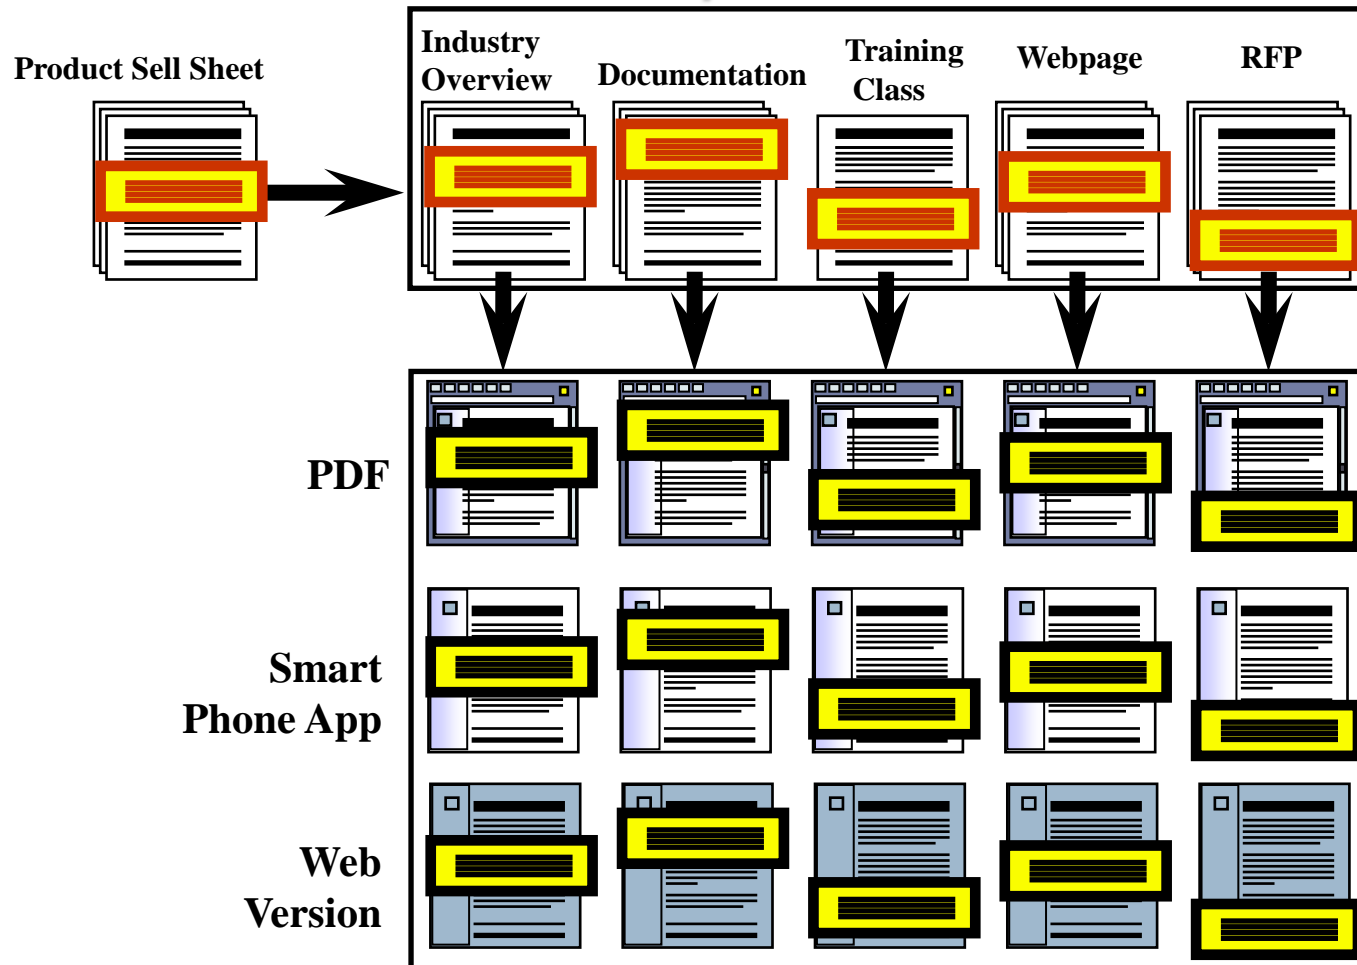 Product Sell Sheet
Industry
Overview
Documentation
Training
Class
Webpage
RFP
PDF
Smart
Phone App
Web
Version